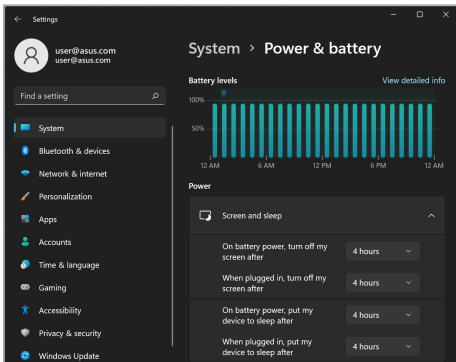 Settings
user@asus.com
user@asus.com
Find a setting
System
Bluetooth & devices
Network & internet
Personalization
Apps
Accounts
Time & language
Gaming
Accessibility
Privacy & security
Windows Update
System > Power & battery
Battery levels
View detailed info
100%
50%
12 AM 6 AM 12 PM 6 PM 12 AM
Power
Screen and sleep
On battery power, turn off my
screen after
4 hours
When plugged in, turn off my
screen after
4 hours
On battery power, put my
device to sleep after
4 hours
When plugged in, put my
device to sleep after
4 hours